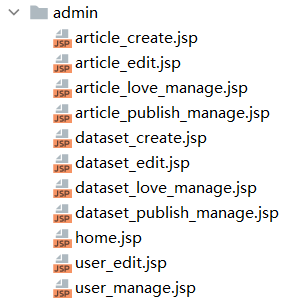 admin
JSP article_create.jsp
JSP article_edit.jsp
JSP article_love_manage.jsp
JSP article_publish_manage.jsp
JSP dataset_create.jsp
JSP dataset_edit.jsp
JSP dataset_love_manage.jsp
JSP dataset_publish_manage.jsp
JSP home.jsp
JSP user_edit.jsp
JSP user_manage.jsp